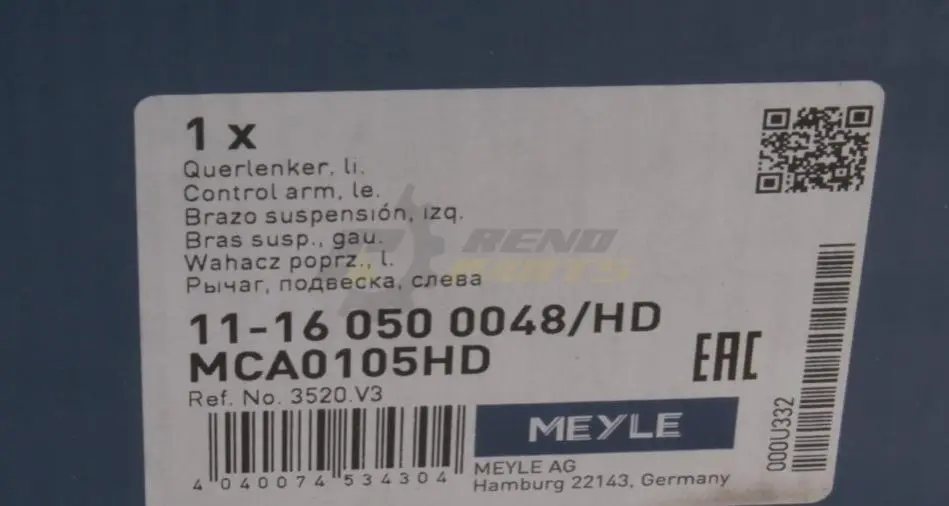 1 x
Querlenker, li.
Control arm, le.
Brazo suspensión, izq.
Bras susp., gau.
Wahacz poprz., l.
Рычаг, подвеска, слева
RENO
PARTS
11-16 050 0048/HD
MCA0105HD
EAC
Ref. No. 3520.V3
MEYLE
4 040074 534304
MEYLE AG
Hamburg 22143, Germany
000U332